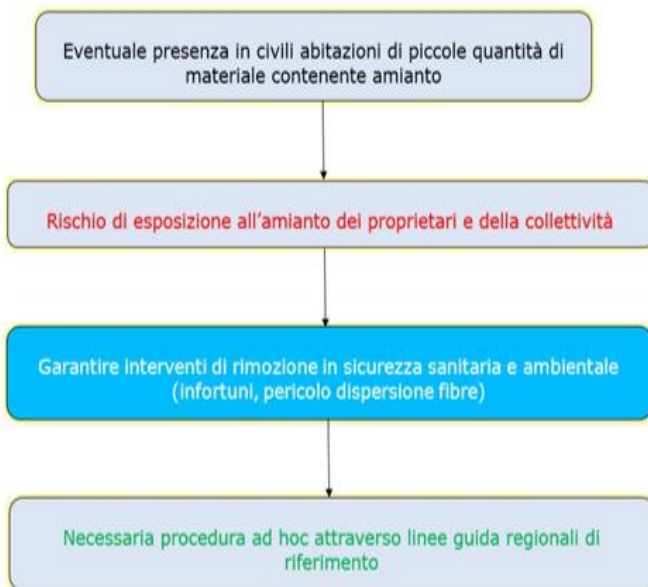 Eventuale presenza in civili abitazioni di piccole quantità di
materiale contenente amianto
Rischio di esposizione all'amianto dei proprietari e della collettività
Garantire interventi di rimozione in sicurezza sanitaria e ambientale
(infortuni, pericolo dispersione fibre)
Necessaria procedura ad hoc attraverso linee guida regionali di
riferimento